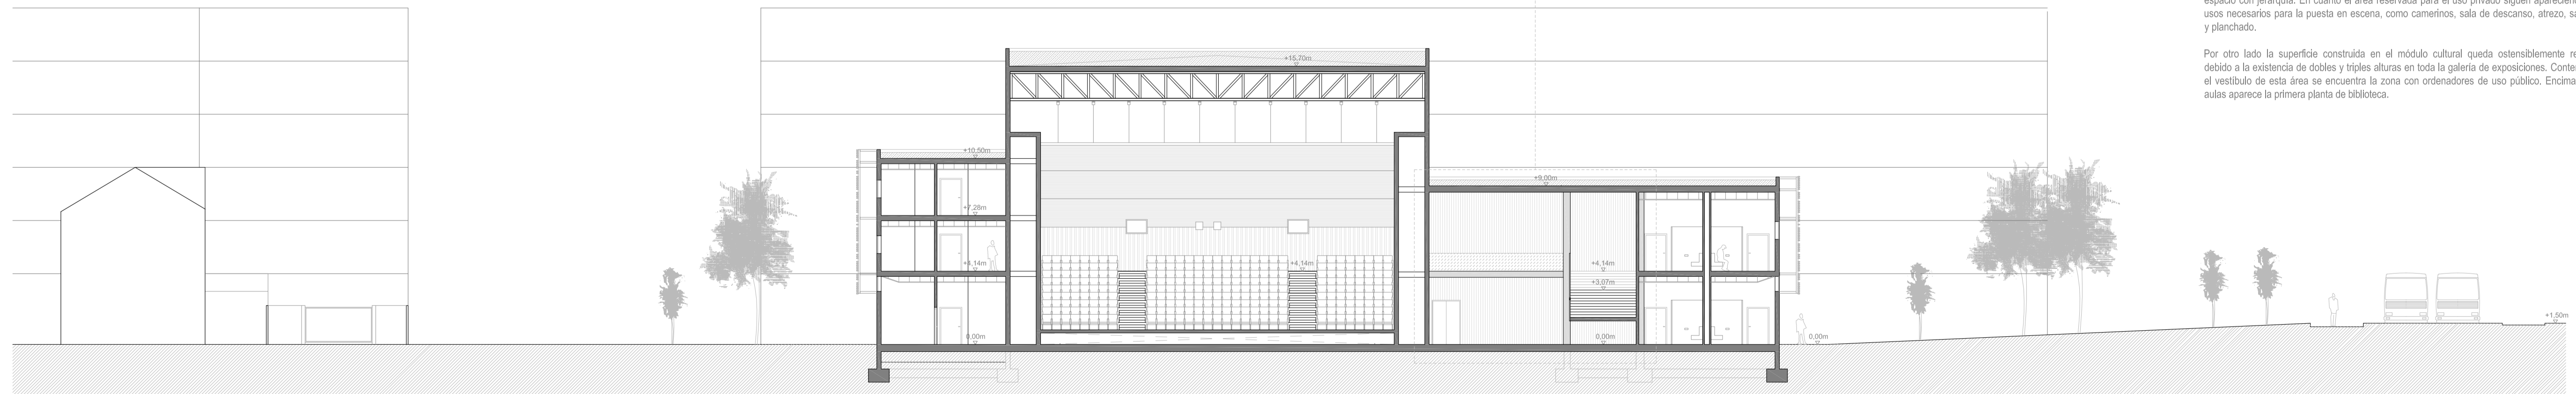 espacio con jerarquía. En cuanto el área reservada para el uso privado siguen
usos necesarios para la puesta en escena, como camerinos, sala de descanso, atrezo,
y planchado.
Por otro lado la superficie construida en el módulo cultural queda ostensiblemente
debido a la existencia de dobles y triples alturas en toda la galería de exposiciones.
el vestíbulo de esta área se encuentra la zona con ordenadores de uso público.
aulas aparece la primera planta de biblioteca.
+15,70m
+10,50m
+9,00m
+7,28m
+4,14m
+4,14m
+4,14m
+3,07m
+1,50m
0,00m
0,00m
0,00m